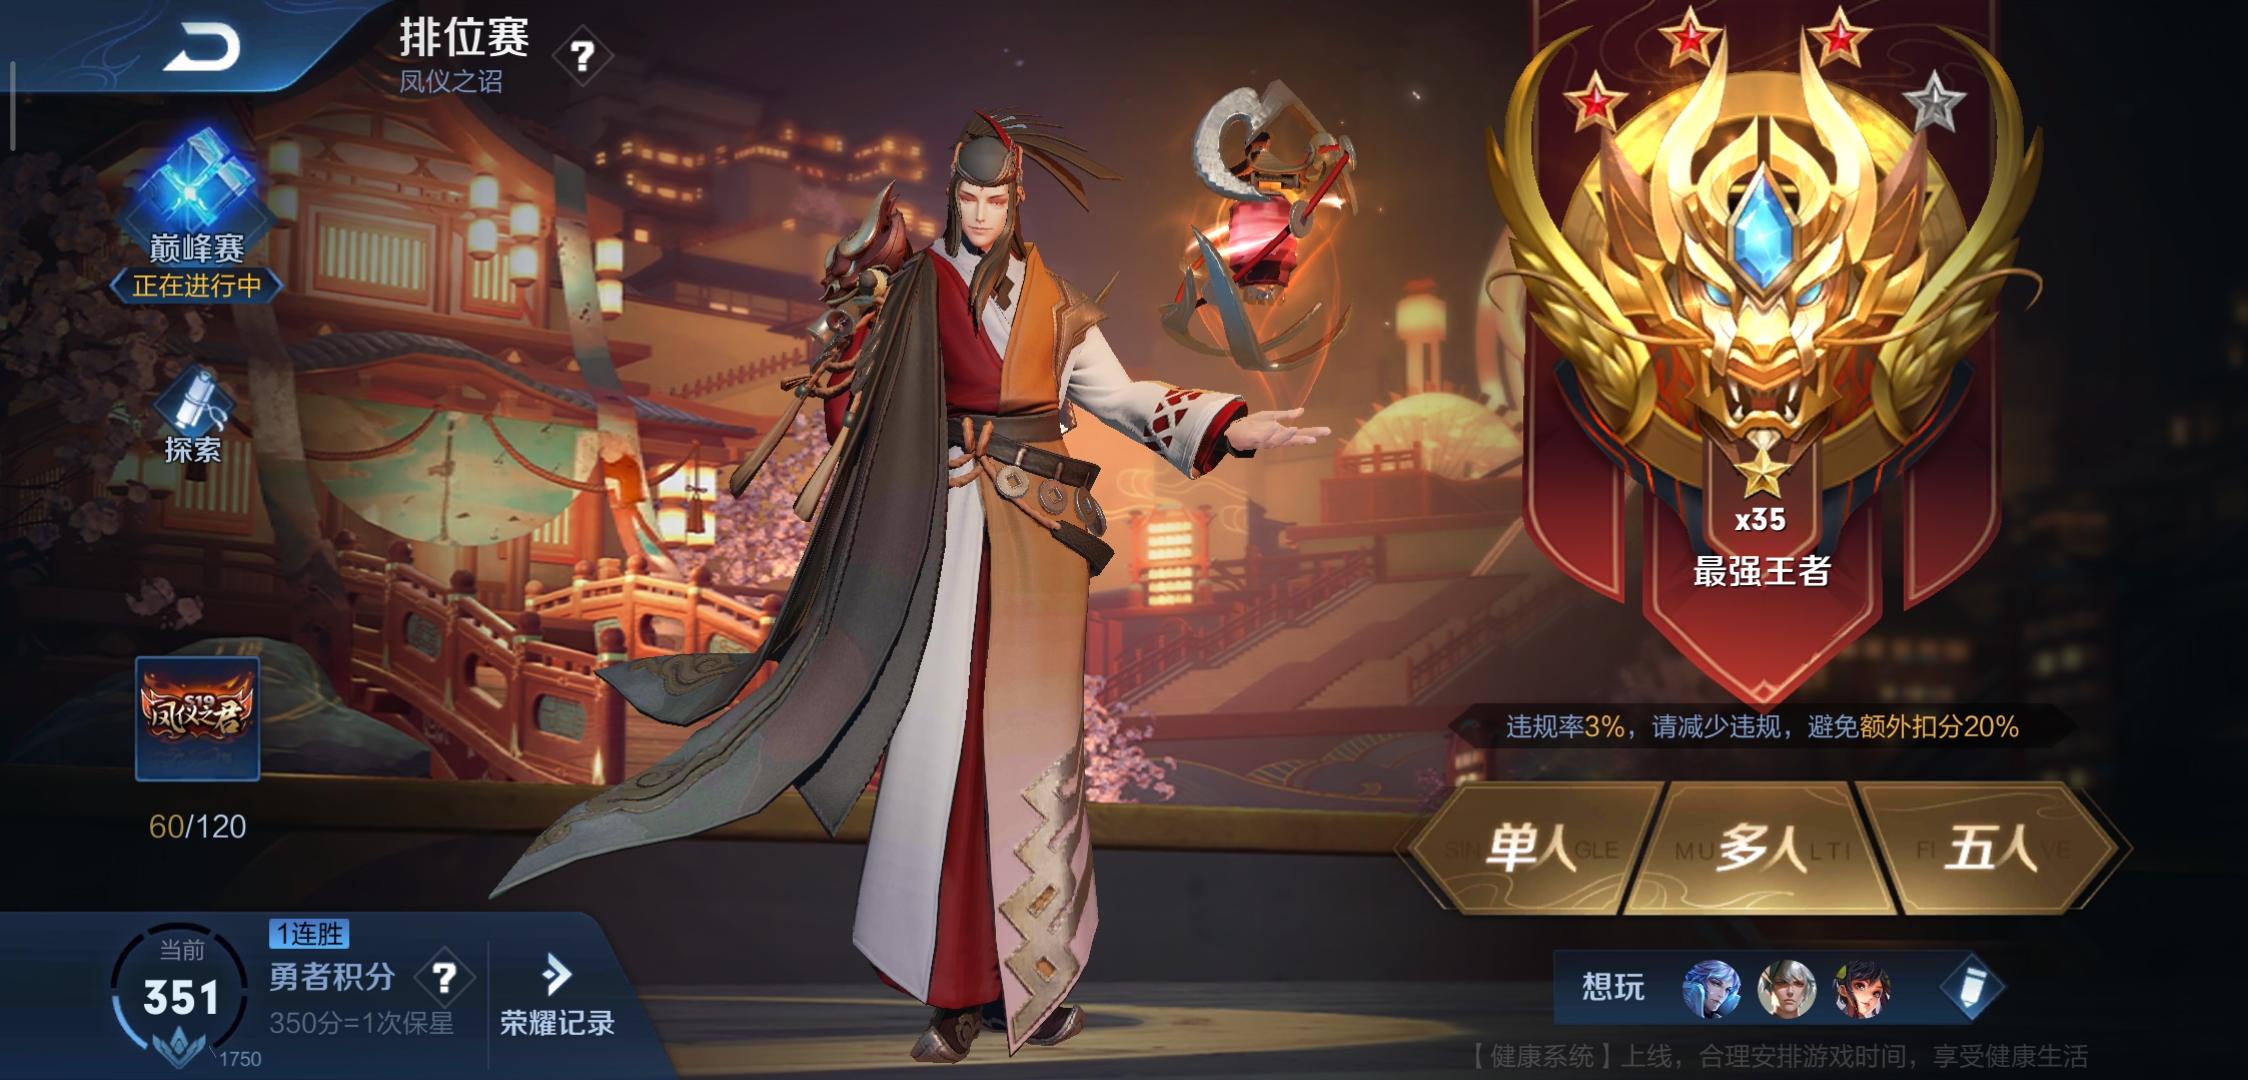 排位赛
?
凤仪之诏
巅峰赛
正在进行中
探索
S19
凤仪之君
60/120
当前
351
1750
1连胜
勇者积分
?
350分=1次保星
荣耀记录
x35
最强王者
违规率3%，请减少违规，避免额外扣分20%
SINGLE
单人
MULTI
多人
FIVE
五人
想玩
【健康系统】上线，合理安排游戏时间，享受健康生活